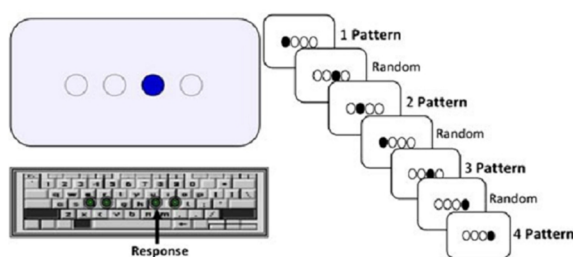 1 Pattern
Random
2 Pattern
Random
3 Pattern
Random
4 Pattern
Response